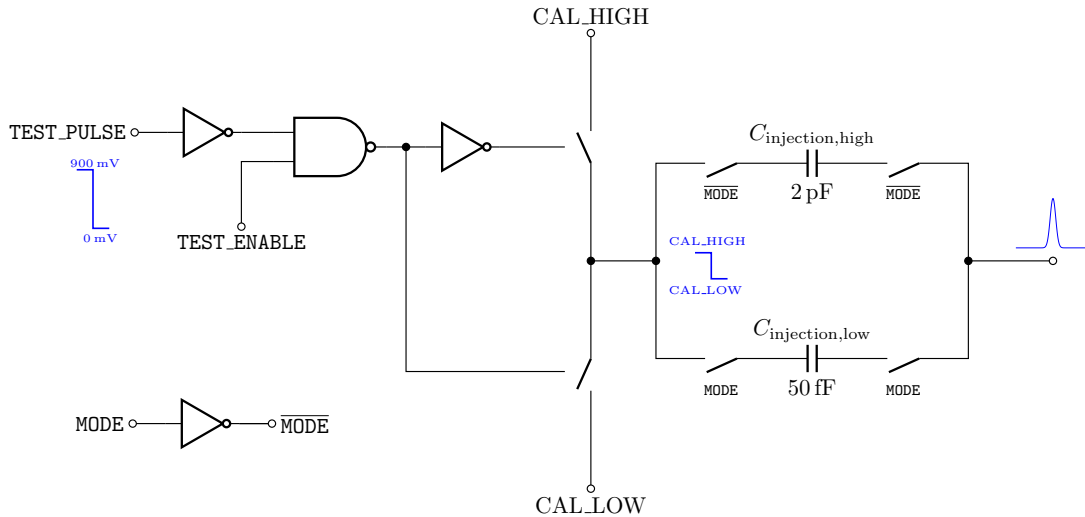 CAL_HIGH
TEST_PULSE
900 mV
0 mV
TEST_ENABLE
C_injection,high
2 pF
MODE
MODE
CAL_HIGH
CAL_LOW
C_injection,low
50 fF
MODE
MODE
MODE
MODE
CAL_LOW